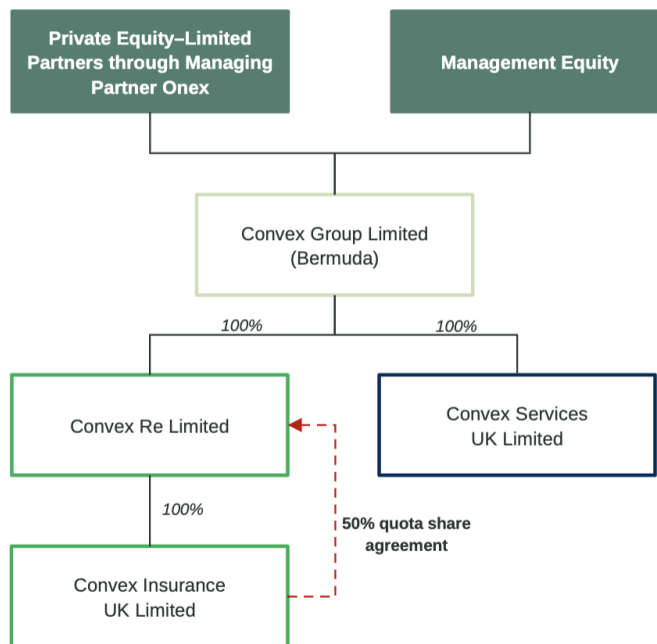 Private Equity–Limited
Partners through Managing
Partner Onex
Management Equity
Convex Group Limited
(Bermuda)
100%
100%
Convex Re Limited
Convex Services
UK Limited
100%
50% quota share
agreement
Convex Insurance
UK Limited